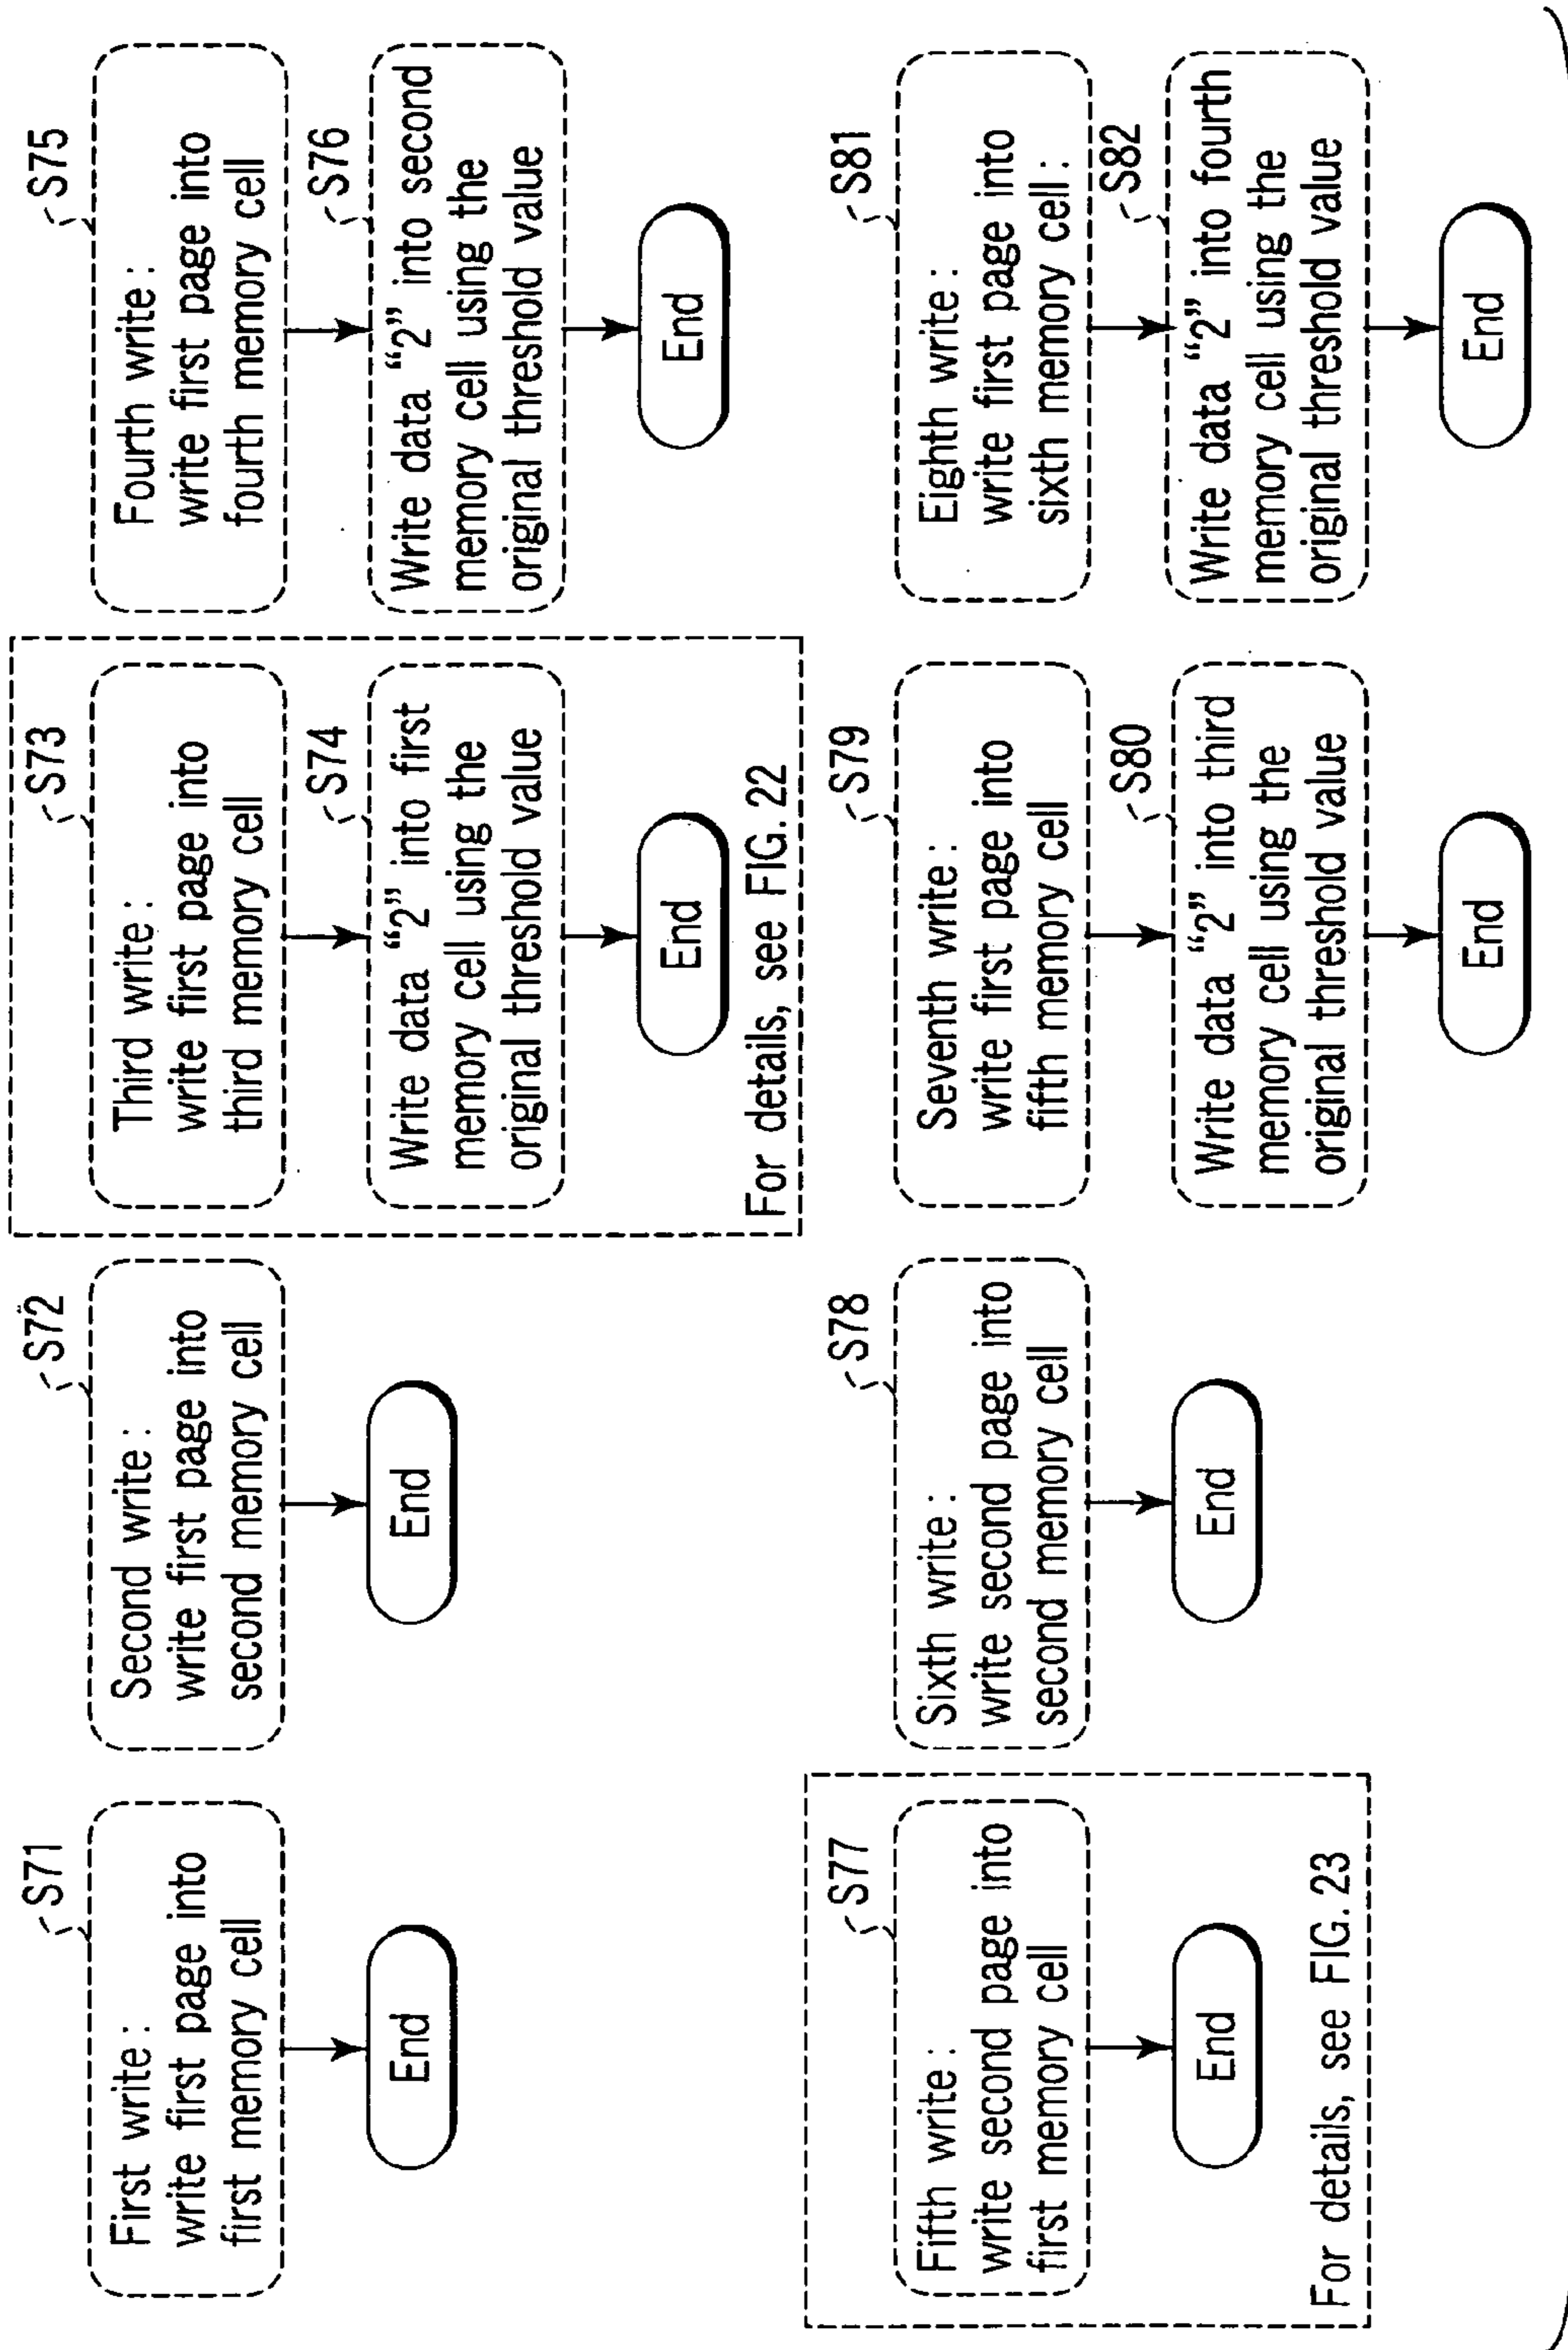 S71
First write :
write first page into
first memory cell
End
S72
Second write :
write first page into
second memory cell
End
S73
Third write :
write first page into
third memory cell
S74
Write data "2" into first
memory cell using the
original threshold value
End
For details, see FIG. 22
S75
Fourth write :
write first page into
fourth memory cell
S76
Write data "2" into second
memory cell using the
original threshold value
End
S77
Fifth write :
write second page into
first memory cell
End
For details, see FIG. 23
S78
Sixth write :
write second page into
second memory cell
End
S79
Seventh write :
write first page into
fifth memory cell
S80
Write data "2" into third
memory cell using the
original threshold value
End
S81
Eighth write :
write first page into
sixth memory cell :
S82
Write data "2" into fourth
memory cell using the
original threshold value
End